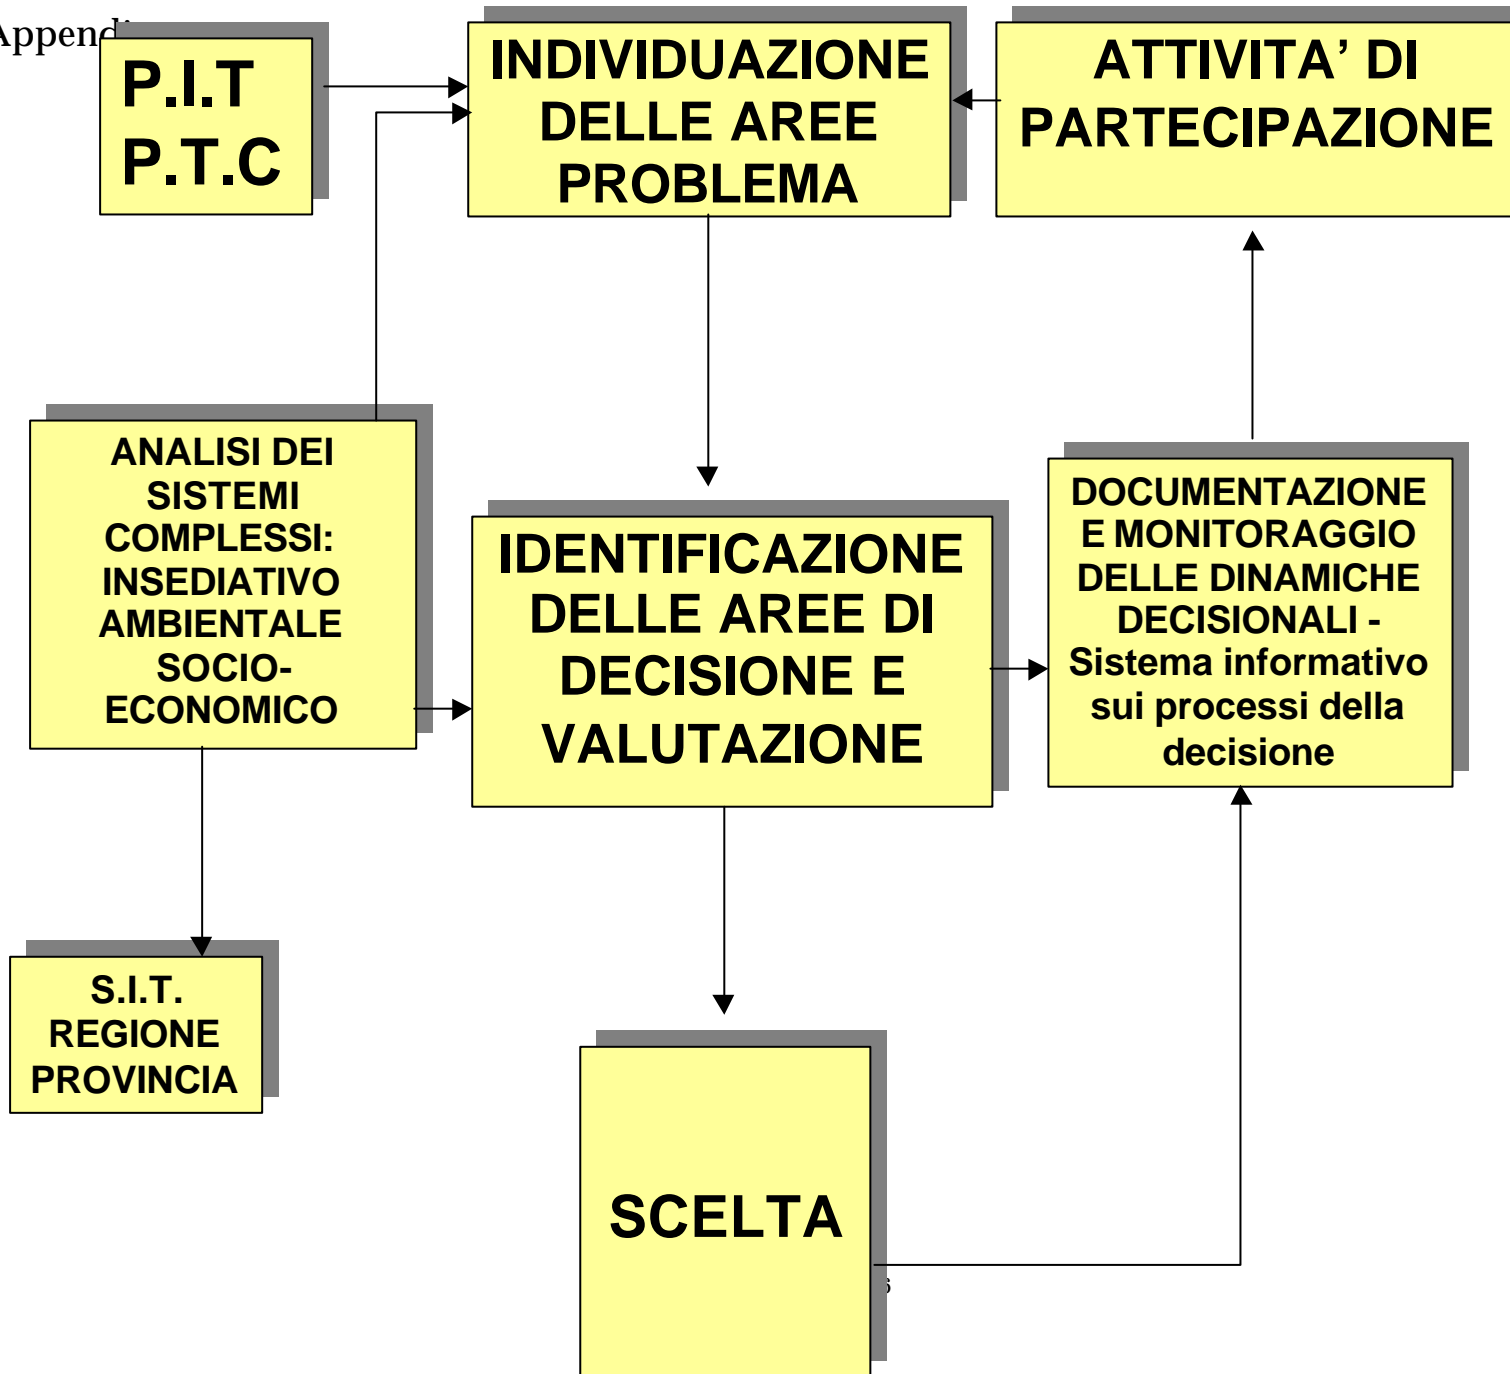 P.I.T
P.T.C
INDIVIDUAZIONE
DELLE AREE
PROBLEMA
ATTIVITA’ DI
PARTECIPAZIONE
ANALISI DEI
SISTEMI
COMPLESSI:
INSEDIATIVO
AMBIENTALE
SOCIO-
ECONOMICO
IDENTIFICAZIONE
DELLE AREE DI
DECISIONE E
VALUTAZIONE
DOCUMENTAZIONE
E MONITORAGGIO
DELLE DINAMICHE
DECISIONALI -
Sistema informativo
sui processi della
decisione
S.I.T.
REGIONE
PROVINCIA
SCELTA